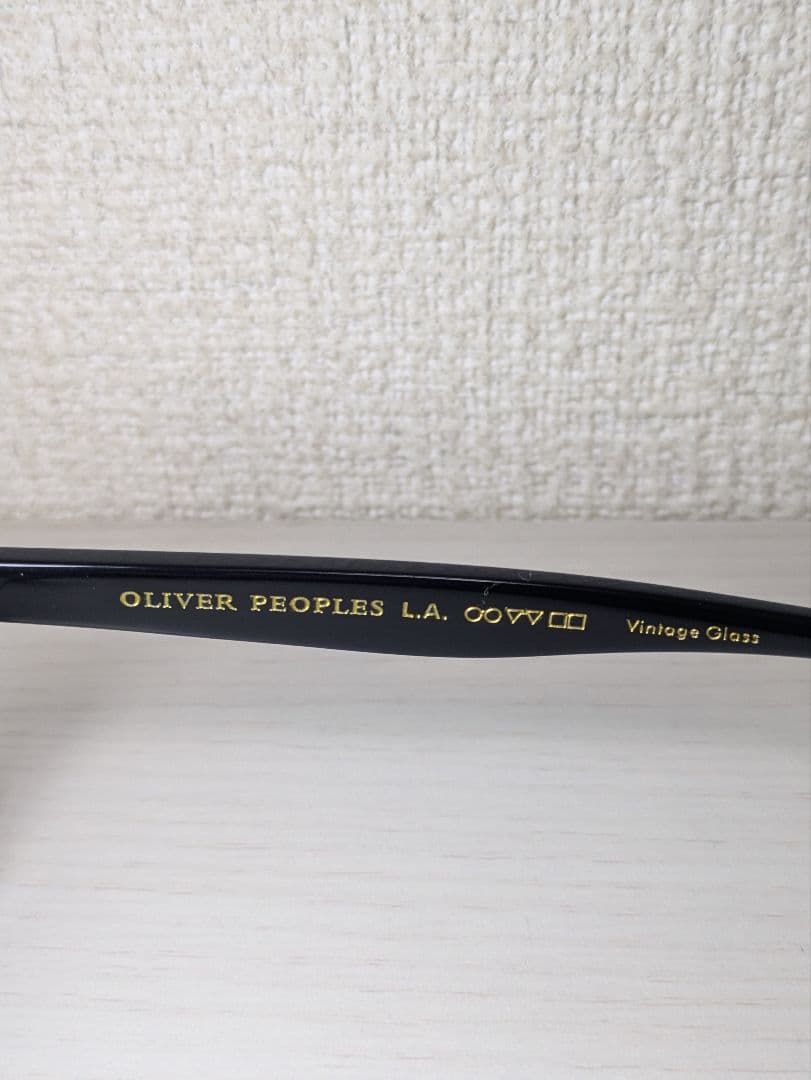 OLIVER PEOPLES L.A. ○○▽▽□□ Vintage Glass